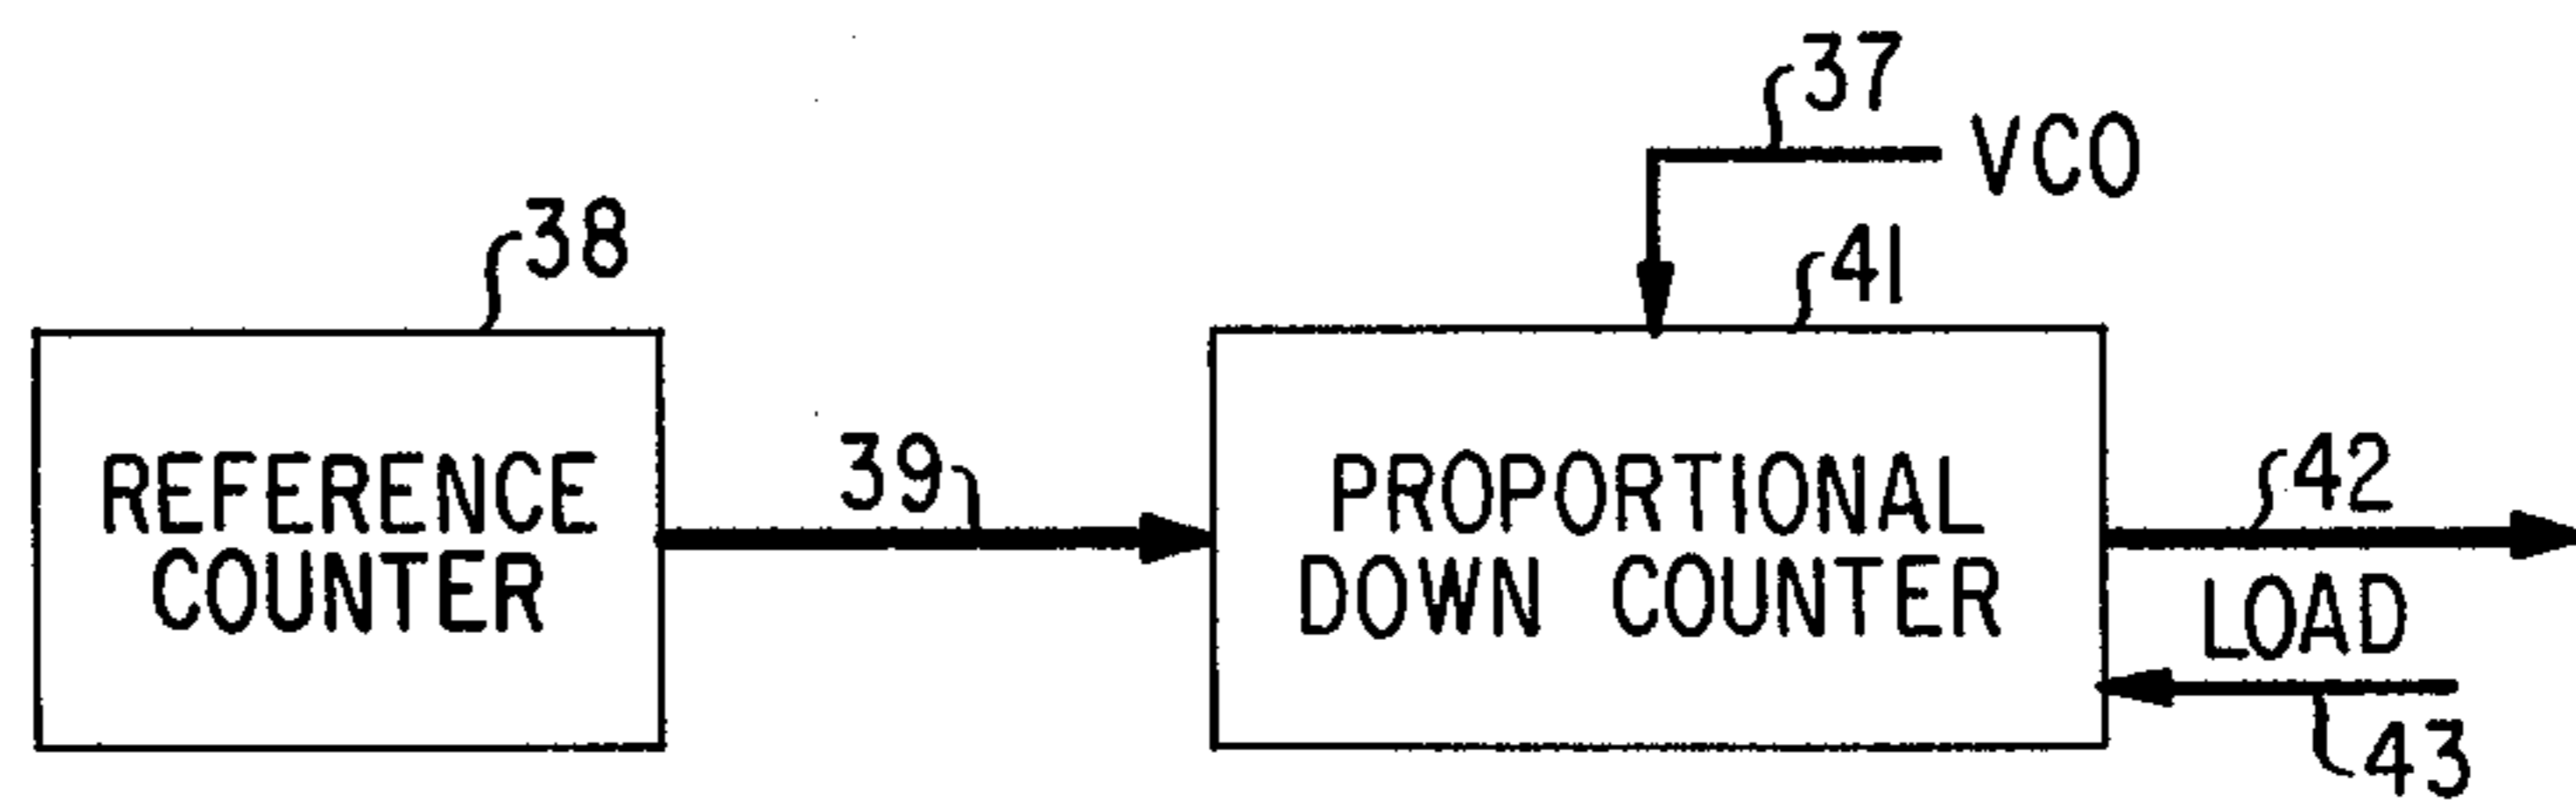 37
VCO
38
41
REFERENCE
COUNTER
39
PROPORTIONAL
DOWN COUNTER
42
LOAD
43